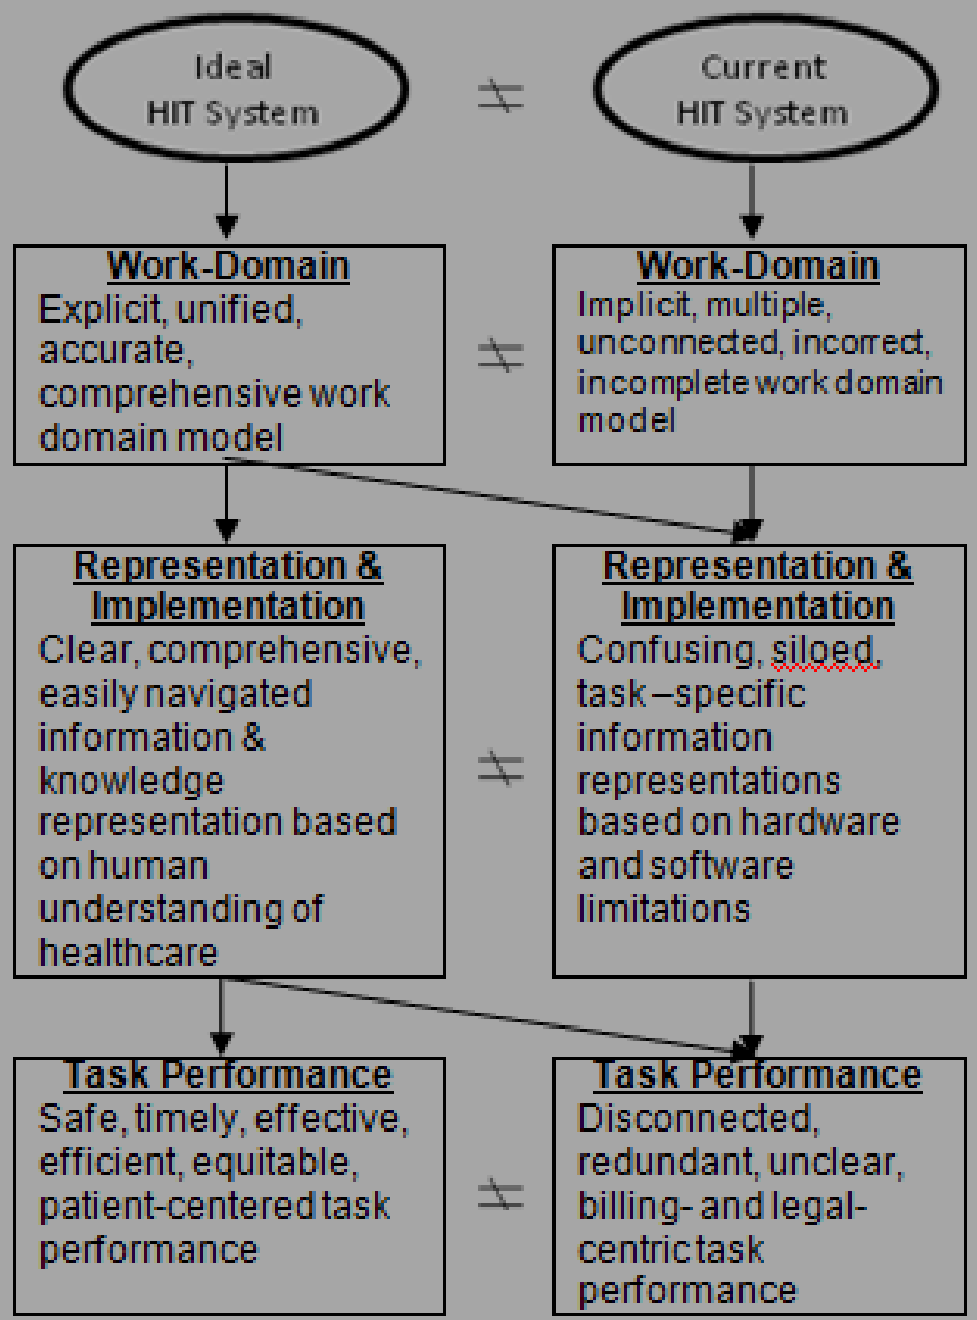 Ideal
HIT System
≠
Current
HIT System
Work-Domain
Explicit, unified,
accurate,
comprehensive work
domain model
≠
Work-Domain
Implicit, multiple,
unconnected, incorrect,
incomplete work domain
model
Representation &
Implementation
Clear, comprehensive,
easily navigated
information &
knowledge
representation based
on human
understanding of
healthcare
≠
Representation &
Implementation
Confusing, siloed,
task–specific
information
representations
based on hardware
and software
limitations
Task Performance
Safe, timely, effective,
efficient, equitable,
patient-centered task
performance
≠
Task Performance
Disconnected,
redundant, unclear,
billing- and legal-
centric task
performance